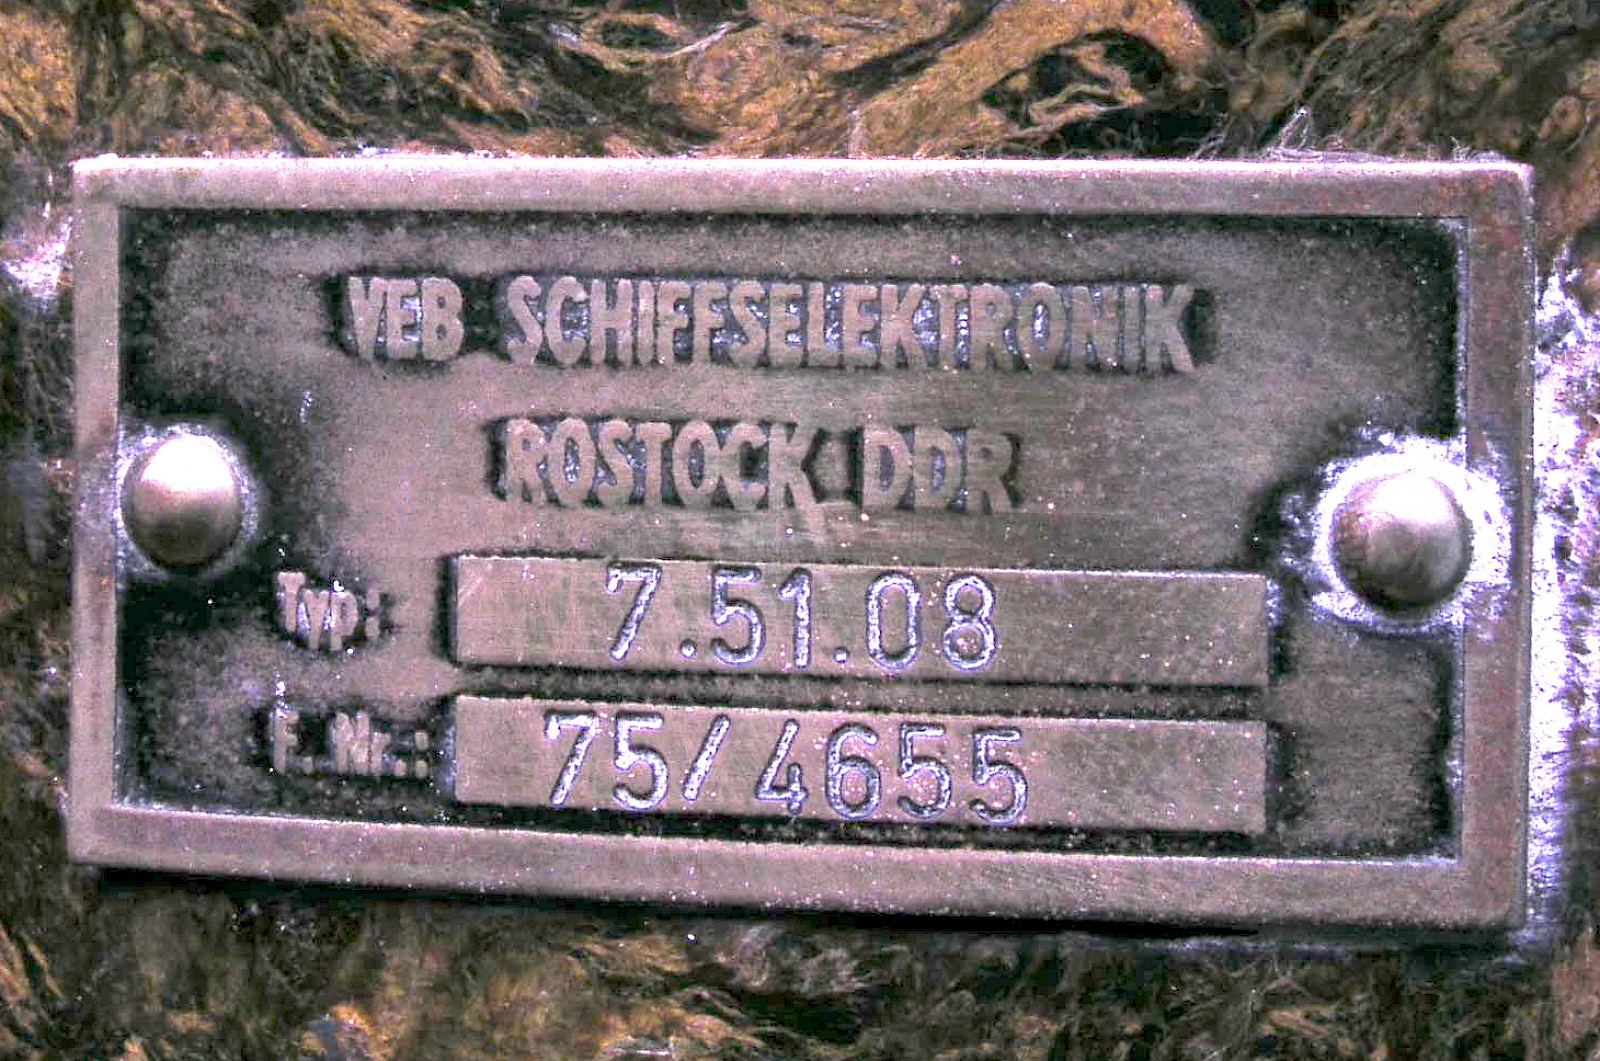 VEB SCHIFFSELEKTRONIK
ROSTOCK DDR
Typ: 7.51.08
F.Nr.: 75/4655